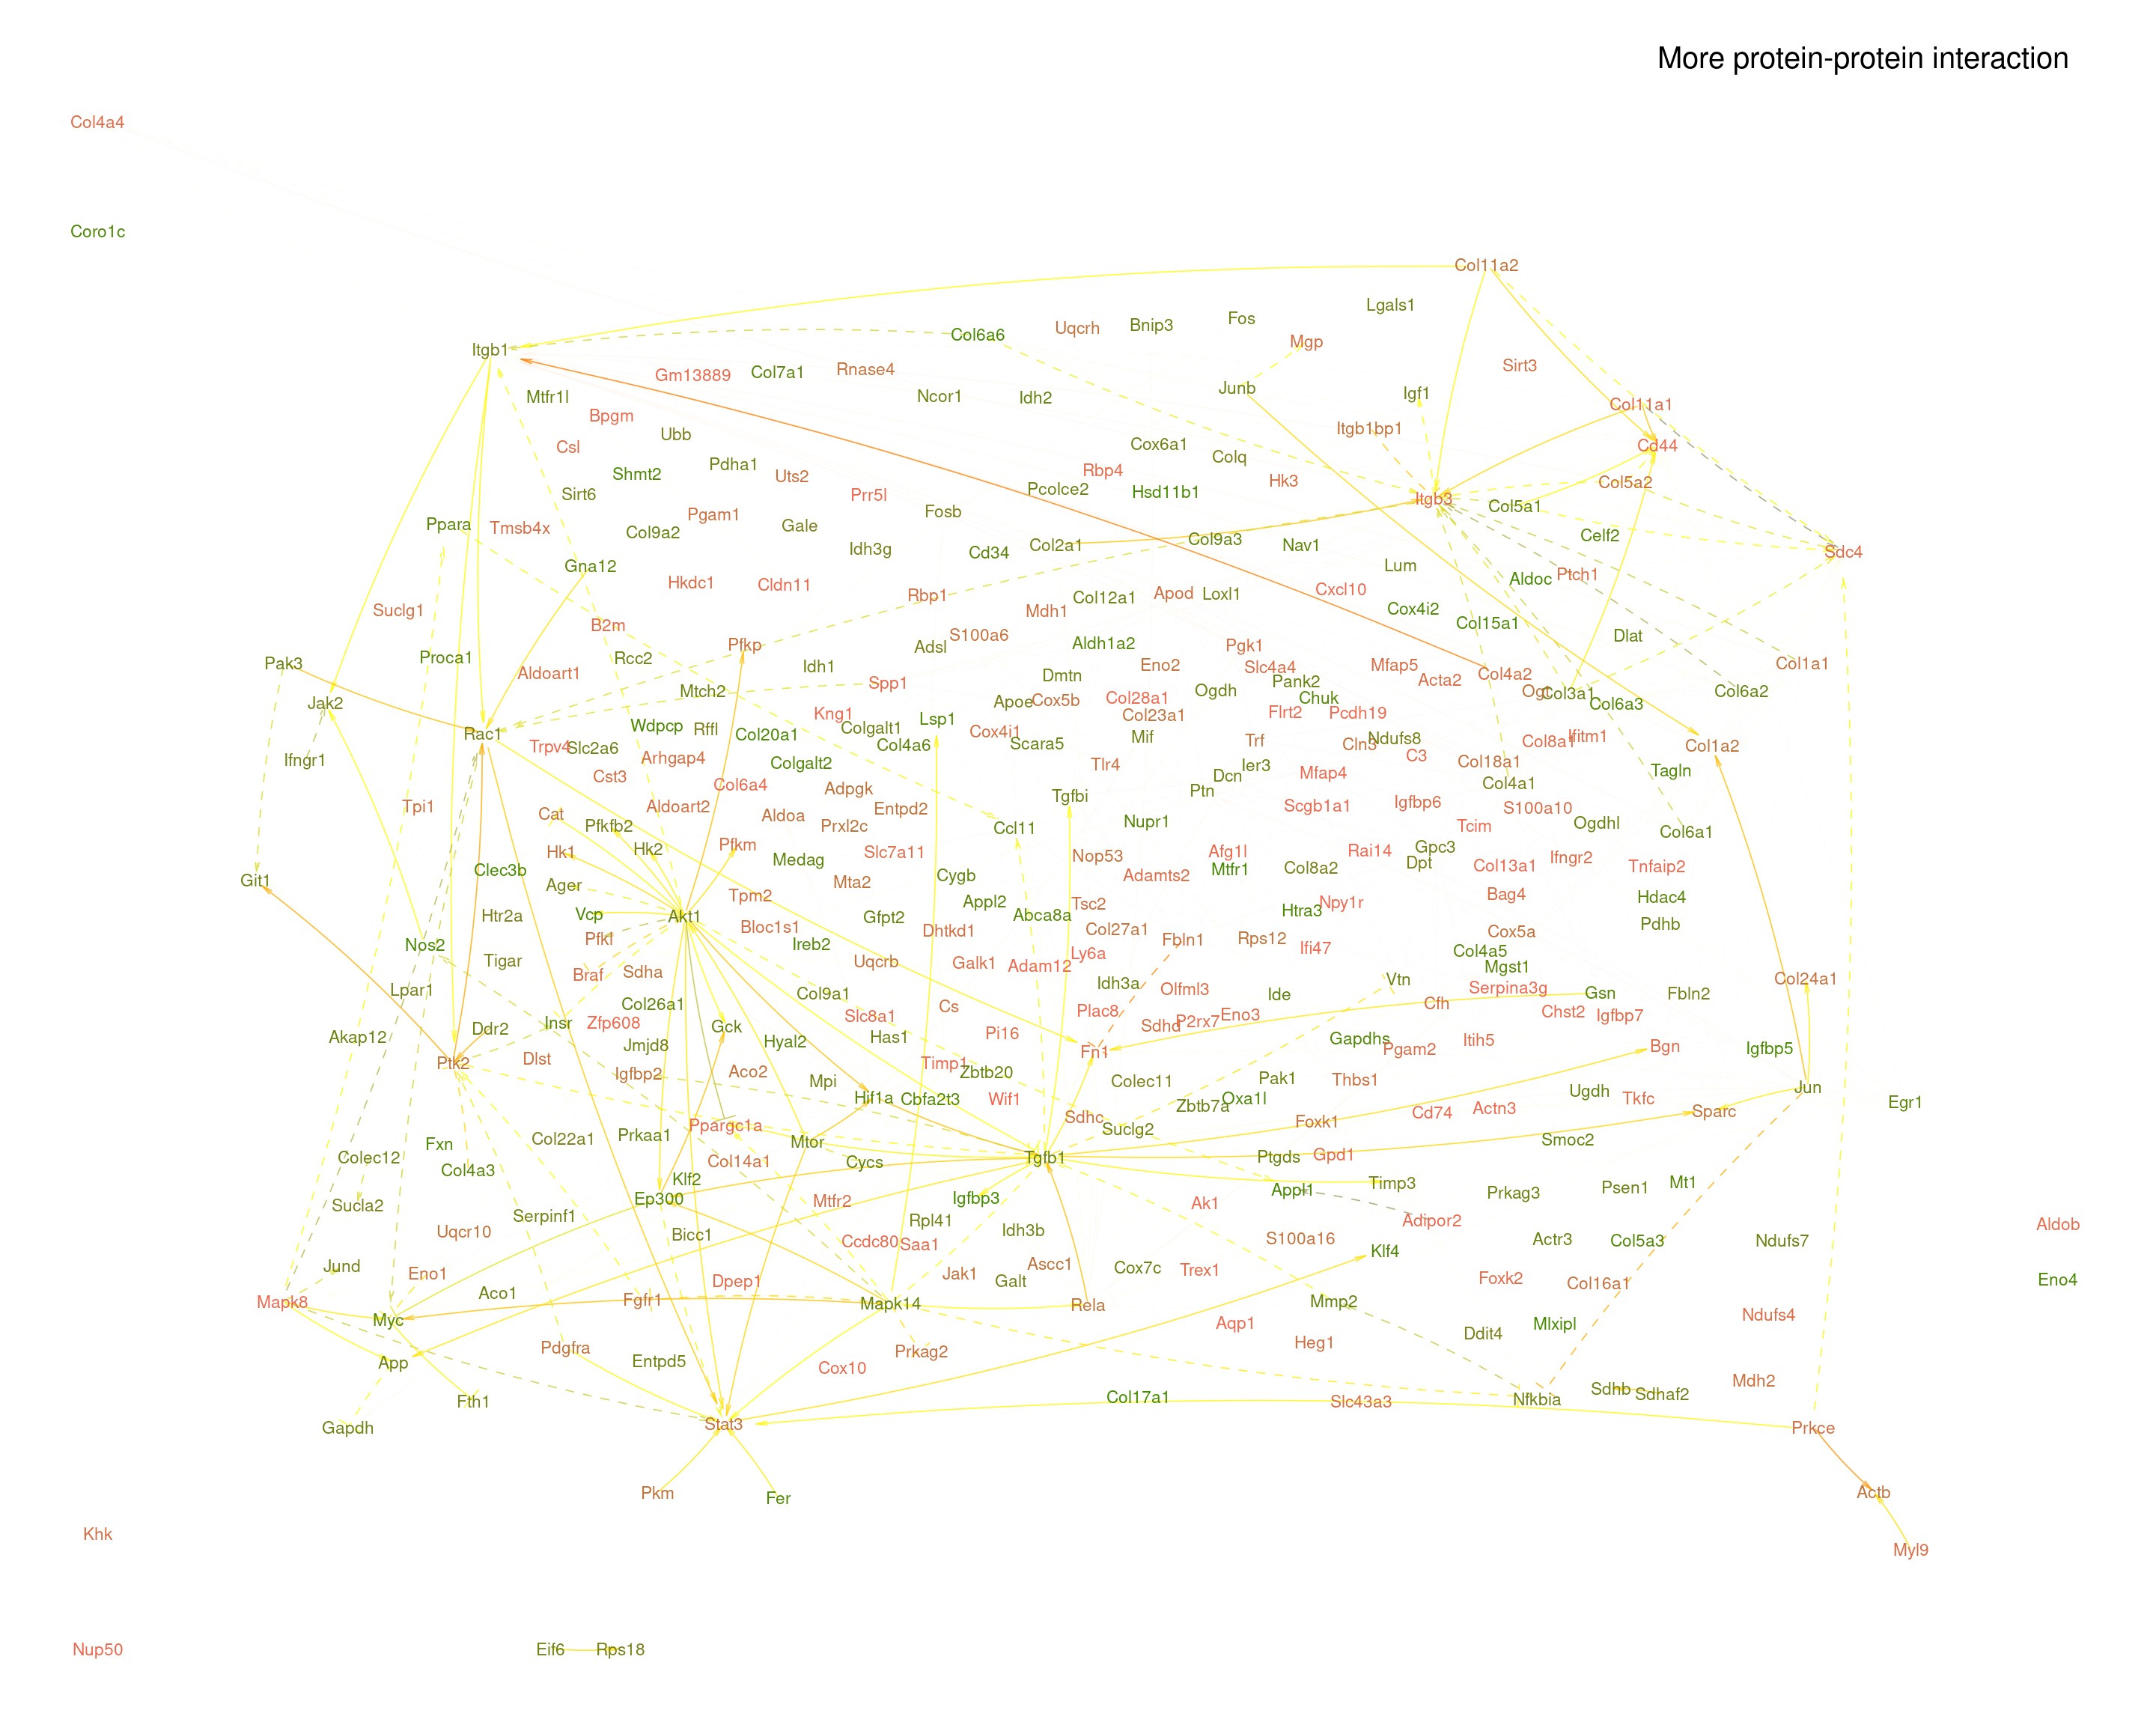 More protein-protein interaction
Col4a4
Coro1c
Col11a2
Lgals1
Fos
Bnip3
Uqcrh
Col6a6
Mgp
Itgb1
Sirt3
Rnase4
Col7a1
Gm13889
Junb
Igf1
Ncor1
Idh2
Mtfr1l
Col11a1
Bpgm
Itgb1bp1
Ubb
Cox6a1
Cd44
Csl
Colq
Pdha1
Rbp4
Shmt2
Uts2
Hk3
Col5a2
Pcolce2
Hsd11b1
Sirt6
Prr5l
Itgb3
Col5a1
Fosb
Pgam1
Ppara
Tmsb4x
Gale
Col9a2
Celf2
Col9a3
Col2a1
Nav1
Idh3g
Cd34
Sdc4
Gna12
Lum
Ptch1
Aldoc
Hkdc1
Cldn11
Cxcl10
Rbp1
Apod
Loxl1
Col12a1
Suclg1
Mdh1
Cox4i2
B2m
Col15a1
S100a6
Dlat
Pfkp
Adsl
Aldh1a2
Pgk1
Proca1
Rcc2
Pak3
Idh1
Eno2
Slc4a4
Mfap5
Col1a1
Aldoart1
Dmtn
Col4a2
Spp1
Pank2
Acta2
Mtch2
Ogdh
Col3a1
Col6a2
Jak2
Apoe
Cox5b
Col28a1
Chuk
Col6a3
Kng1
Col23a1
Flrt2
Pcdh19
Lsp1
Wdpcp
Rffl
Colgalt1
Rac1
Col20a1
Cox4i1
Mif
Trf
Ndufs8
Ifitm1
Col8a1
Trpv4
Slc2a6
Col4a6
Scara5
Cln3
Col1a2
Ifngr1
Arhgap4
Colgalt2
Tlr4
Ier3
C3
Col18a1
Cst3
Dcn
Mfap4
Tagln
Col6a4
Adpgk
Ptn
Col4a1
Tgfbi
Tpi1
Aldoart2
Entpd2
Scgb1a1
Igfbp6
S100a10
Cat
Aldoa
Pfkfb2
Prxl2c
Ccl11
Nupr1
Tcim
Ogdhl
Col6a1
Hk1
Hk2
Pfkm
Slc7a11
Nop53
Afg1l
Rai14
Gpc3
Ifngr2
Medag
Clec3b
Mtfr1
Col8a2
Dpt
Col13a1
Tnfaip2
Git1
Ager
Mta2
Cygb
Adamts2
Tpm2
Bag4
Hdac4
Htr2a
Vcp
Akt1
Gfpt2
Appl2
Abca8a
Tsc2
Htra3
Npy1r
Bloc1s1
Dhtkd1
Col27a1
Cox5a
Pdhb
Nos2
Pfkl
Ireb2
Fbln1
Rps12
Ifi47
Col4a5
Ly6a
Tigar
Braf
Sdha
Uqcrb
Galk1
Adam12
Mgst1
Lpar1
Col9a1
Idh3a
Olfml3
Ide
Vtn
Serpina3g
Gsn
Fbln2
Col24a1
Col26a1
Cs
Plac8
Cfh
Chst2
Igfbp7
Slc8a1
Insr
Zfp608
Gck
Eno3
P2rx7
Sdhd
Ddr2
Pi16
Akap12
Jmjd8
Hyal2
Has1
Gapdhs
Itih5
Fn1
Pgam2
Bgn
Igfbp5
Ptk2
Dlst
Timp1
Igfbp2
Aco2
Zbtb20
Mpi
Colec11
Pak1
Thbs1
Jun
Ugdh
Hif1a
Cbfa2t3
Wif1
Oxa1l
Tkfc
Egr1
Zbtb7a
Actn3
Cd74
Sparc
Sdhc
Foxk1
Ppargc1a
Suclg2
Prkaa1
Col22a1
Mtor
Smoc2
Fxn
Colec12
Tgfb1
Ptgds
Gpd1
Col14a1
Cycs
Col4a3
Klf2
Timp3
Mt1
Psen1
Appl1
Prkag3
Ep300
Igfbp3
Mtfr2
Ak1
Sucla2
Serpinf1
Rpl41
Adipor2
Aldob
Uqcr10
Bicc1
Idh3b
S100a16
Actr3
Col5a3
Ndufs7
Ccdc80
Saa1
Klf4
Jund
Ascc1
Cox7c
Trex1
Eno1
Jak1
Foxk2
Eno4
Dpep1
Galt
Col16a1
Aco1
Mapk8
Fgfr1
Mapk14
Rela
Mmp2
Ndufs4
Myc
Aqp1
Mlxipl
Ddit4
Heg1
Pdgfra
Prkag2
App
Entpd5
Cox10
Mdh2
Sdhb
Sdhaf2
Col17a1
Nfkbia
Fth1
Slc43a3
Gapdh
Stat3
Prkce
Pkm
Fer
Actb
Khk
Myl9
Nup50
Eif6
Rps18